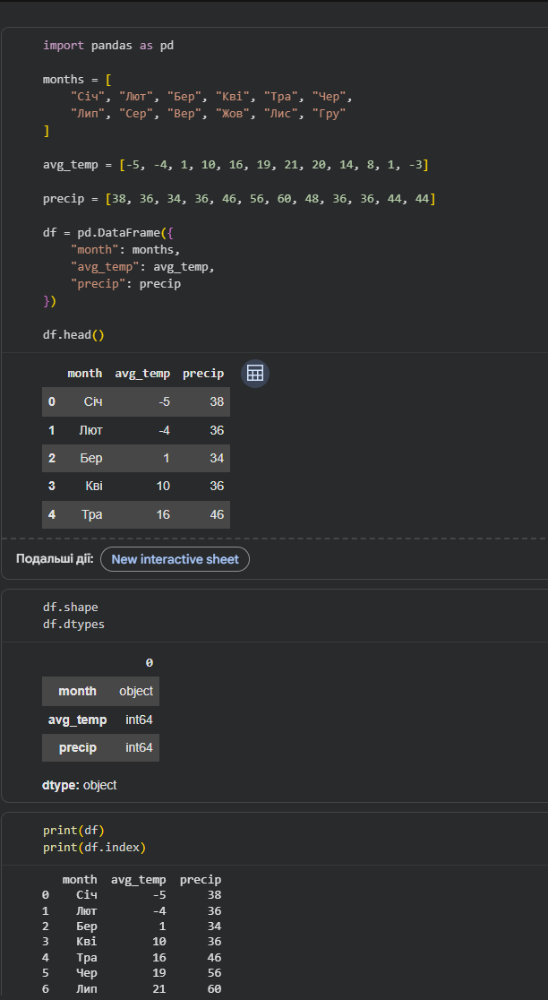 import pandas as pd
months = [
"Січ", "Лют", "Бер", "Кві", "Тра", "Чер",
"Лип", "Сер", "Вер", "Жов", "Лис", "Гру"
]
avg_temp = [-5, -4, 1, 10, 16, 19, 21, 20, 14, 8, 1, -3]
precip = [38, 36, 34, 36, 46, 56, 60, 48, 36, 36, 44, 44]
df = pd.DataFrame({
"month": months,
"avg_temp": avg_temp,
"precip": precip
})
df.head()
month avg_temp precip
0 Січ -5 38
1 Лют -4 36
2 Бер 1 34
3 Кві 10 36
4 Тра 16 46
Подальші дії: New interactive sheet
df.shape
df.dtypes
0
month object
avg_temp int64
precip int64
dtype: object
print(df)
print(df.index)
month avg_temp precip
0 Січ -5 38
1 Лют -4 36
2 Бер 1 34
3 Кві 10 36
4 Тра 16 46
5 Чер 19 56
6 Лип 21 60